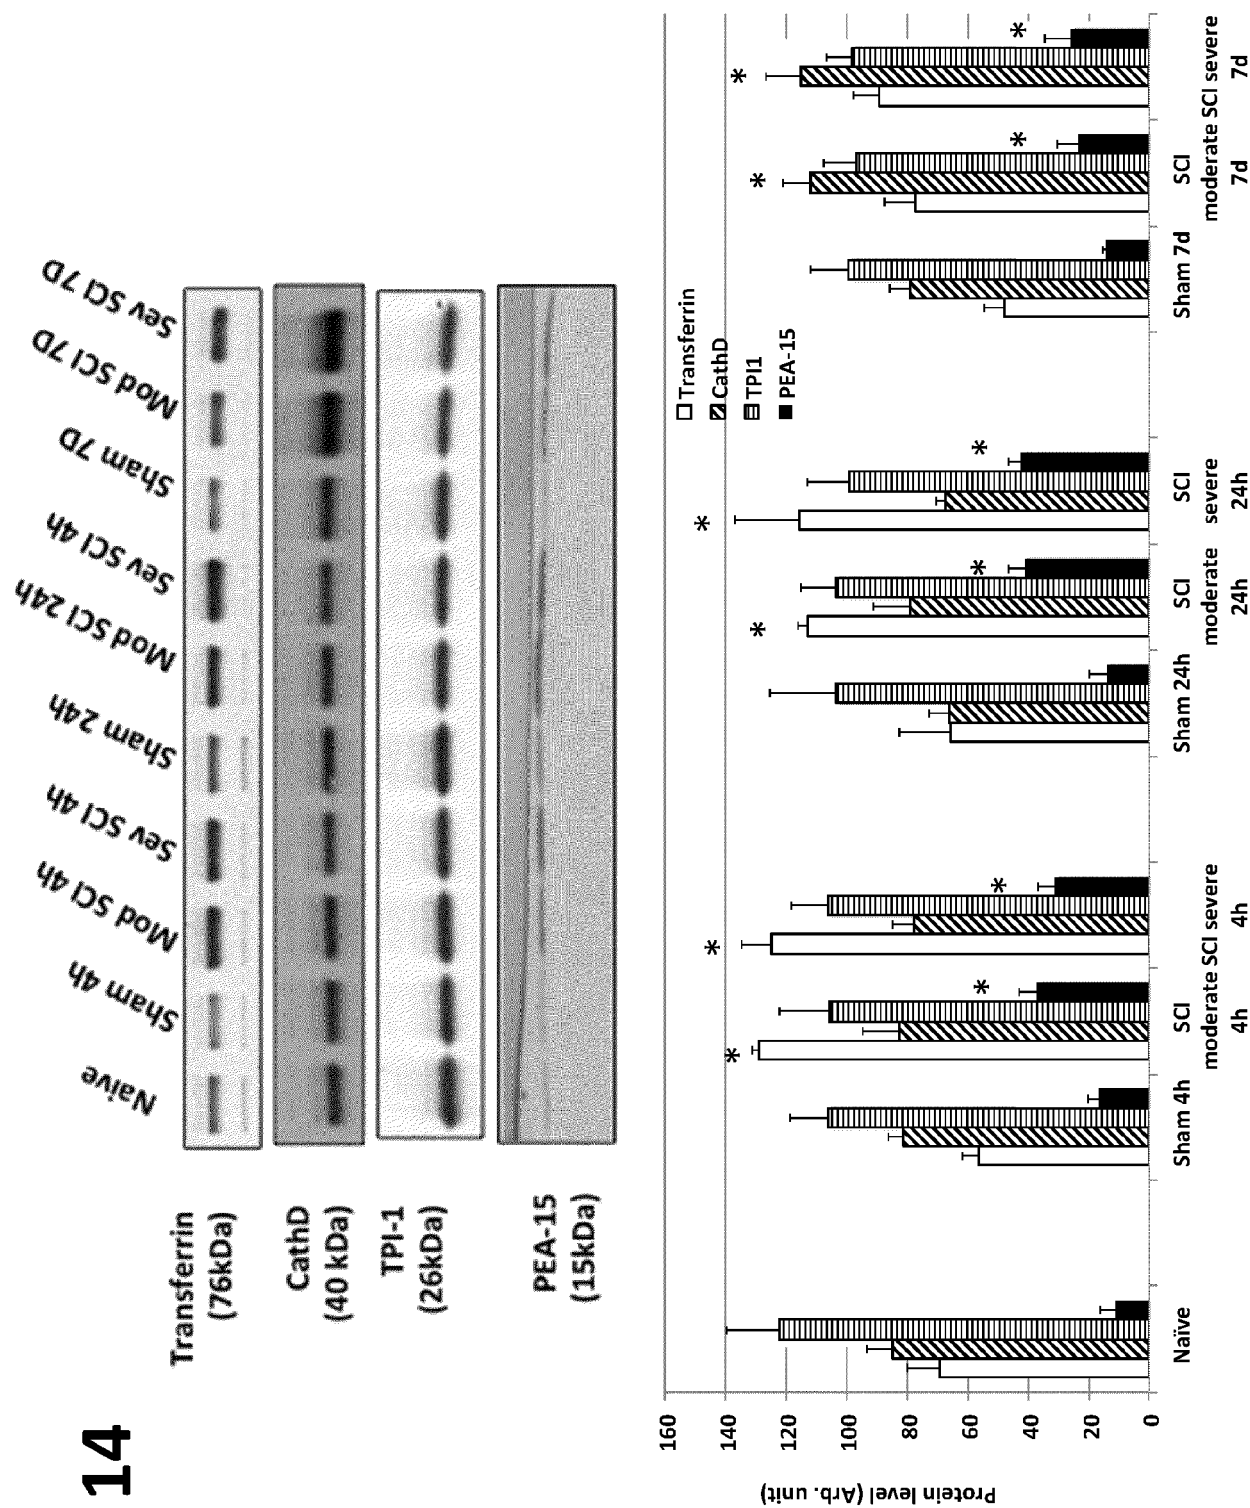 14
Naive
Sham 4h
Mod SCI 4h
Sev SCI 4h
Sham 24h
Mod SCI 24h
Sev SCI 4h
Sham 7D
Mod SCI 7D
Sev SCI 7D
Transferrin
(76kDa)
CathD
(40 kDa)
TPI-1
(26kDa)
PEA-15
(15kDa)
Protein level (Arb. unit)
160
140
120
100
80
60
40
20
0
Transferrin
CathD
TPI1
PEA-15
*
*
*
*
*
*
*
*
*
*
*
*
Naïve
Sham 4h
SCI
moderate SCI severe
4h
4h
Sham 24h
SCI
moderate
24h
SCI
severe
24h
Sham 7d
SCI
moderate SCI severe
7d
7d